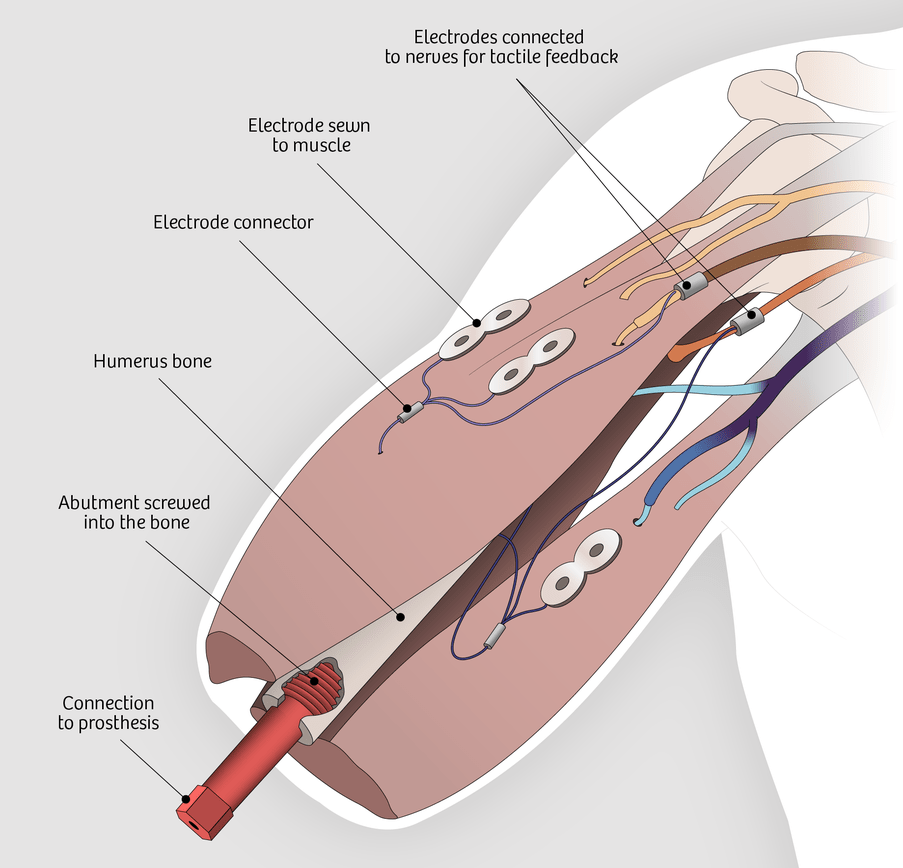 Electrodes connected
to nerves for tactile feedback
Electrode sewn
to muscle
Electrode connector
Humerus bone
Abutment screwed
into the bone
Connection
to prosthesis